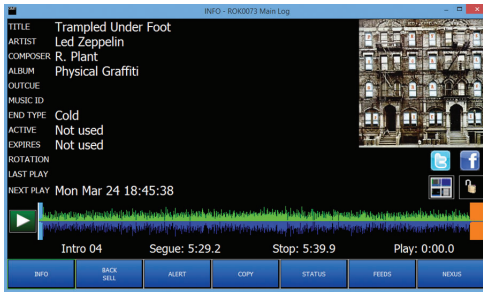 INFO - ROK0073 Main Log
TITLE Trampled Under Foot
ARTIST Led Zeppelin
COMPOSER R. Plant
ALBUM Physical Graffiti
OUTCUE
MUSIC ID
END TYPE Cold
ACTIVE Not used
EXPIRES Not used
ROTATION
LAST PLAY
NEXT PLAY Mon Mar 24 18:45:38
Intro 04 Segue: 5:29.2 Stop: 5:39.9 Play: 0:00.0
INFO BACK SELL ALERT COPY STATUS FEEDS NEXUS